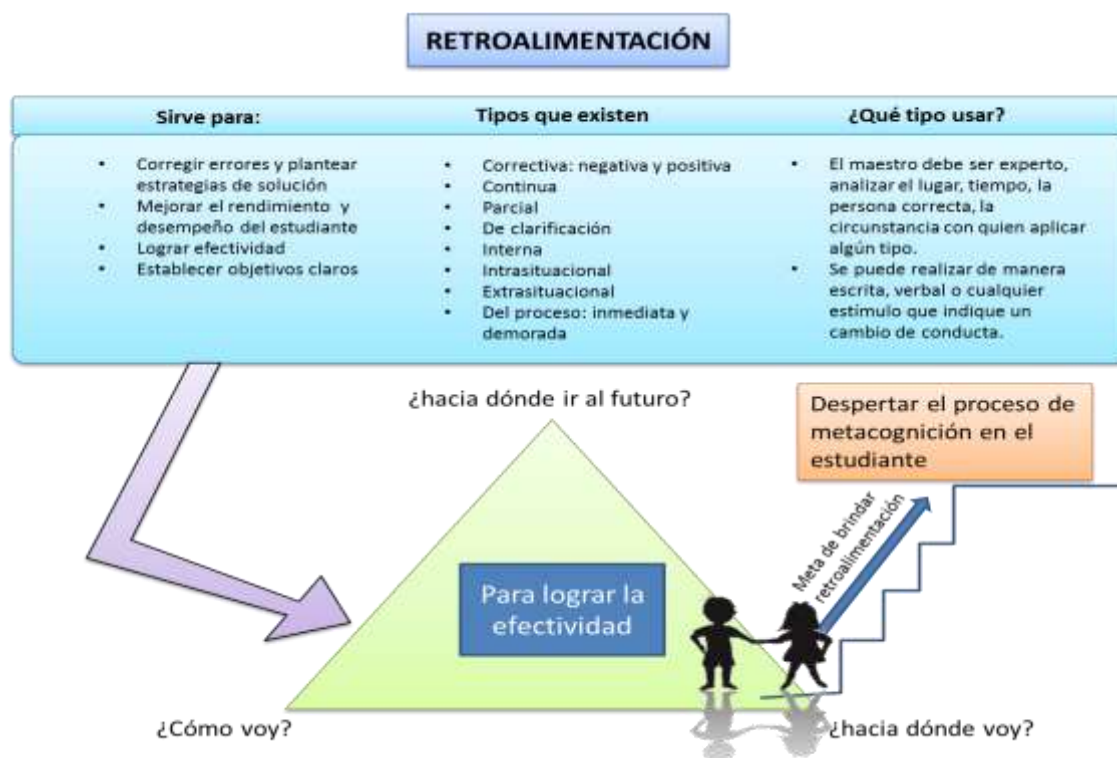 RETROALIMENTACIÓN
Sirve para:
• Corregir errores y plantear
estrategias de solución
• Mejorar el rendimiento y
desempeño del estudiante
• Lograr efectividad
• Establecer objetivos claros
Tipos que existen
• Correctiva: negativa y positiva
• Continua
• Parcial
• De clarificación
• Interna
• Intrasituacional
• Extrasituacional
• Del proceso: inmediata y
demorada
¿Qué tipo usar?
• El maestro debe ser experto,
analizar el lugar, tiempo, la
persona correcta, la
circunstancia con quien aplicar
algún tipo.
• Se puede realizar de manera
escrita, verbal o cualquier
estímulo que indique un
cambio de conducta.
¿hacia dónde ir al futuro?
Despertar el proceso de
metacognición en el
estudiante
Meta de brindar
retroalimentación
Para lograr la
efectividad
¿Cómo voy?
¿hacia dónde voy?